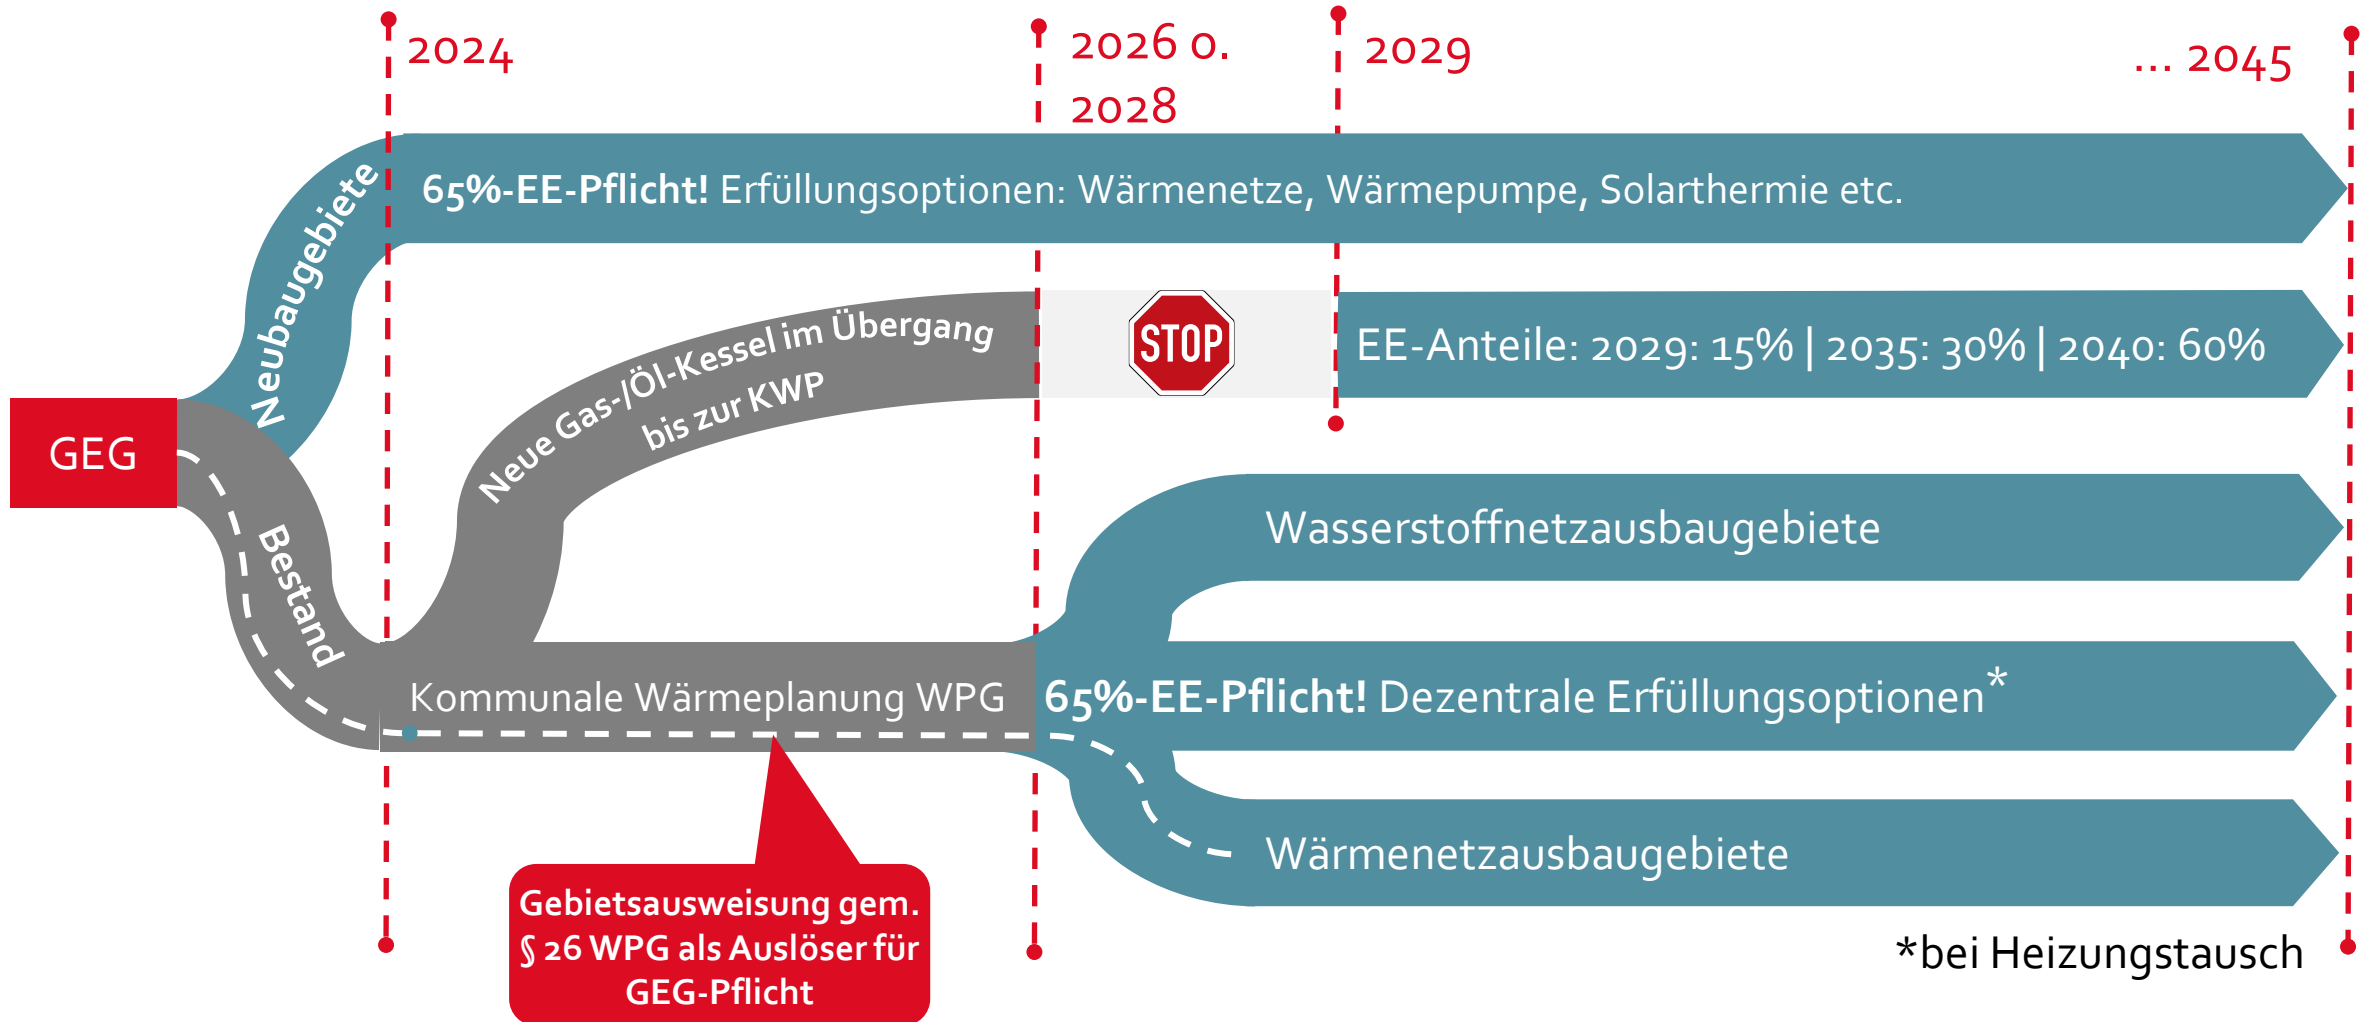 2024
2026 o.
2028
2029
... 2045
Neubaugebiete
65%-EE-Pflicht! Erfüllungsoptionen: Wärmenetze, Wärmepumpe, Solarthermie etc.
Neue Gas-/Öl-Kessel im Übergang
bis zur KWP
STOP
EE-Anteile: 2029: 15% | 2035: 30% | 2040: 60%
GEG
Bestand
Wasserstoffnetzausbaugebiete
Kommunale Wärmeplanung WPG
65%-EE-Pflicht! Dezentrale Erfüllungsoptionen*
Wärmenetzausbaugebiete
Gebietsausweisung gem.
§ 26 WPG als Auslöser für
GEG-Pflicht
*bei Heizungstausch